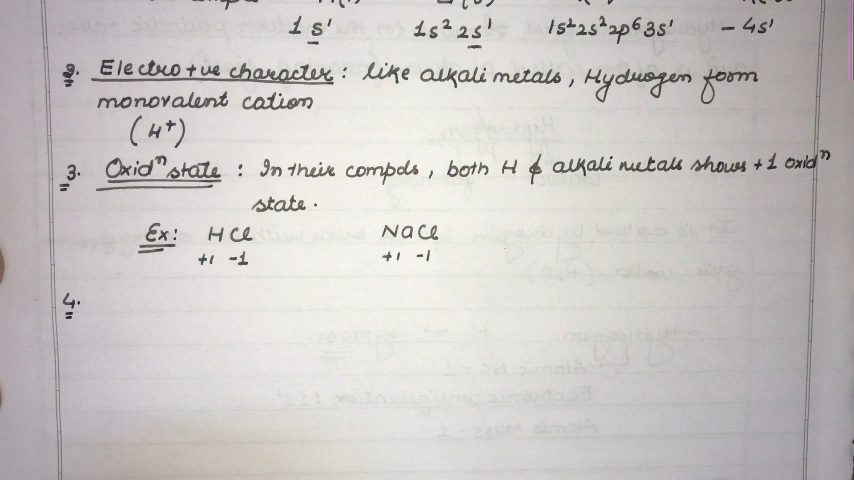 1s¹ 1s² 2s¹ 1s²2s²2p⁶3s¹ - 4s¹
2. Electro+ve character : like alkali metals, Hydrogen form
monovalent cation
(H⁺)
3. Oxidⁿ state : In their compds, both H & alkali metals shows +1 oxidⁿ
state.
Ex: HCl NaCl
+1 -1 +1 -1
4.